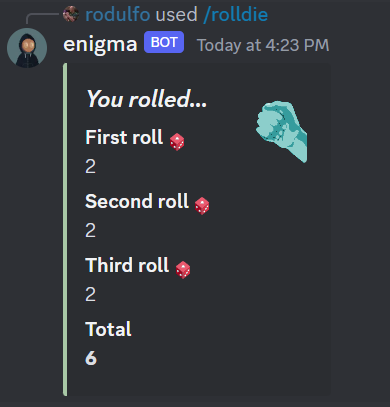 rodulfo used /rolldie
enigma BOT Today at 4:23 PM
You rolled...
First roll
2
Second roll
2
Third roll
2
Total
6